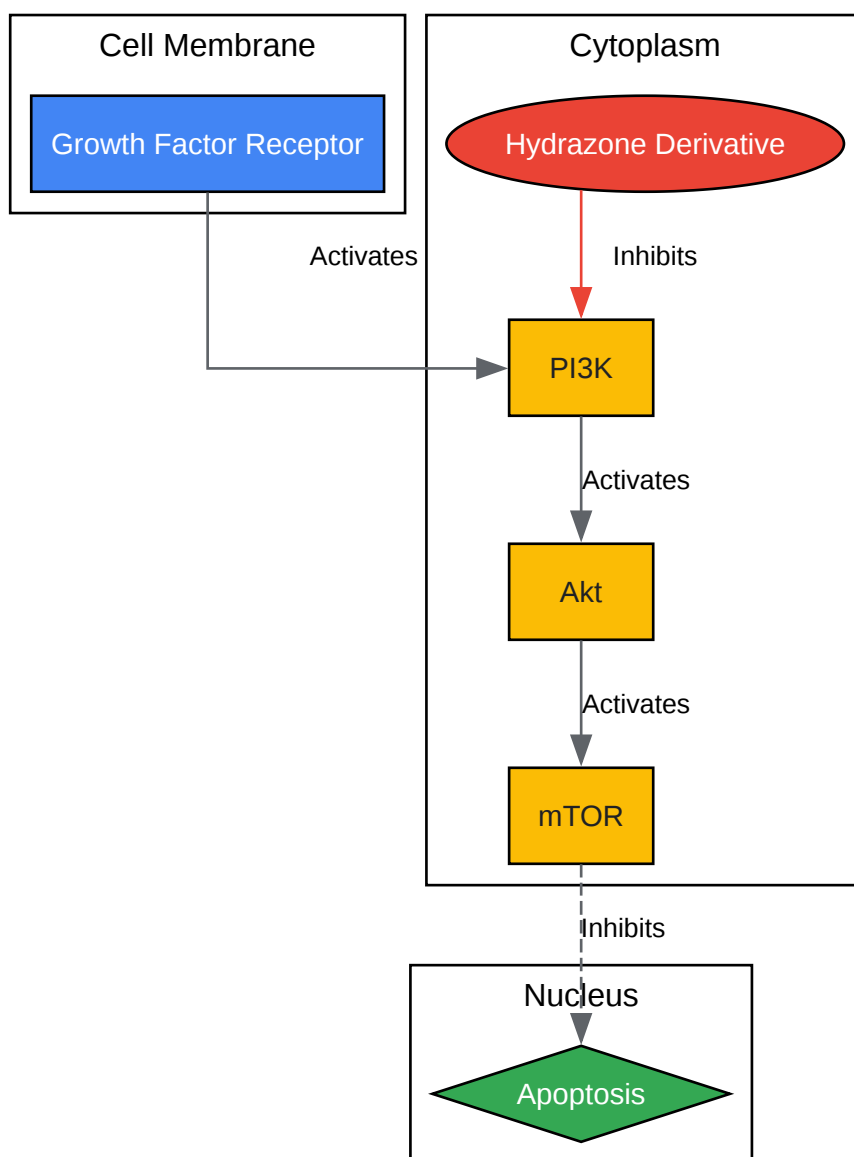 Cell Membrane
Growth Factor Receptor
Cytoplasm
Hydrazone Derivative
Activates
Inhibits
PI3K
Activates
Akt
Activates
mTOR
Inhibits
Nucleus
Apoptosis